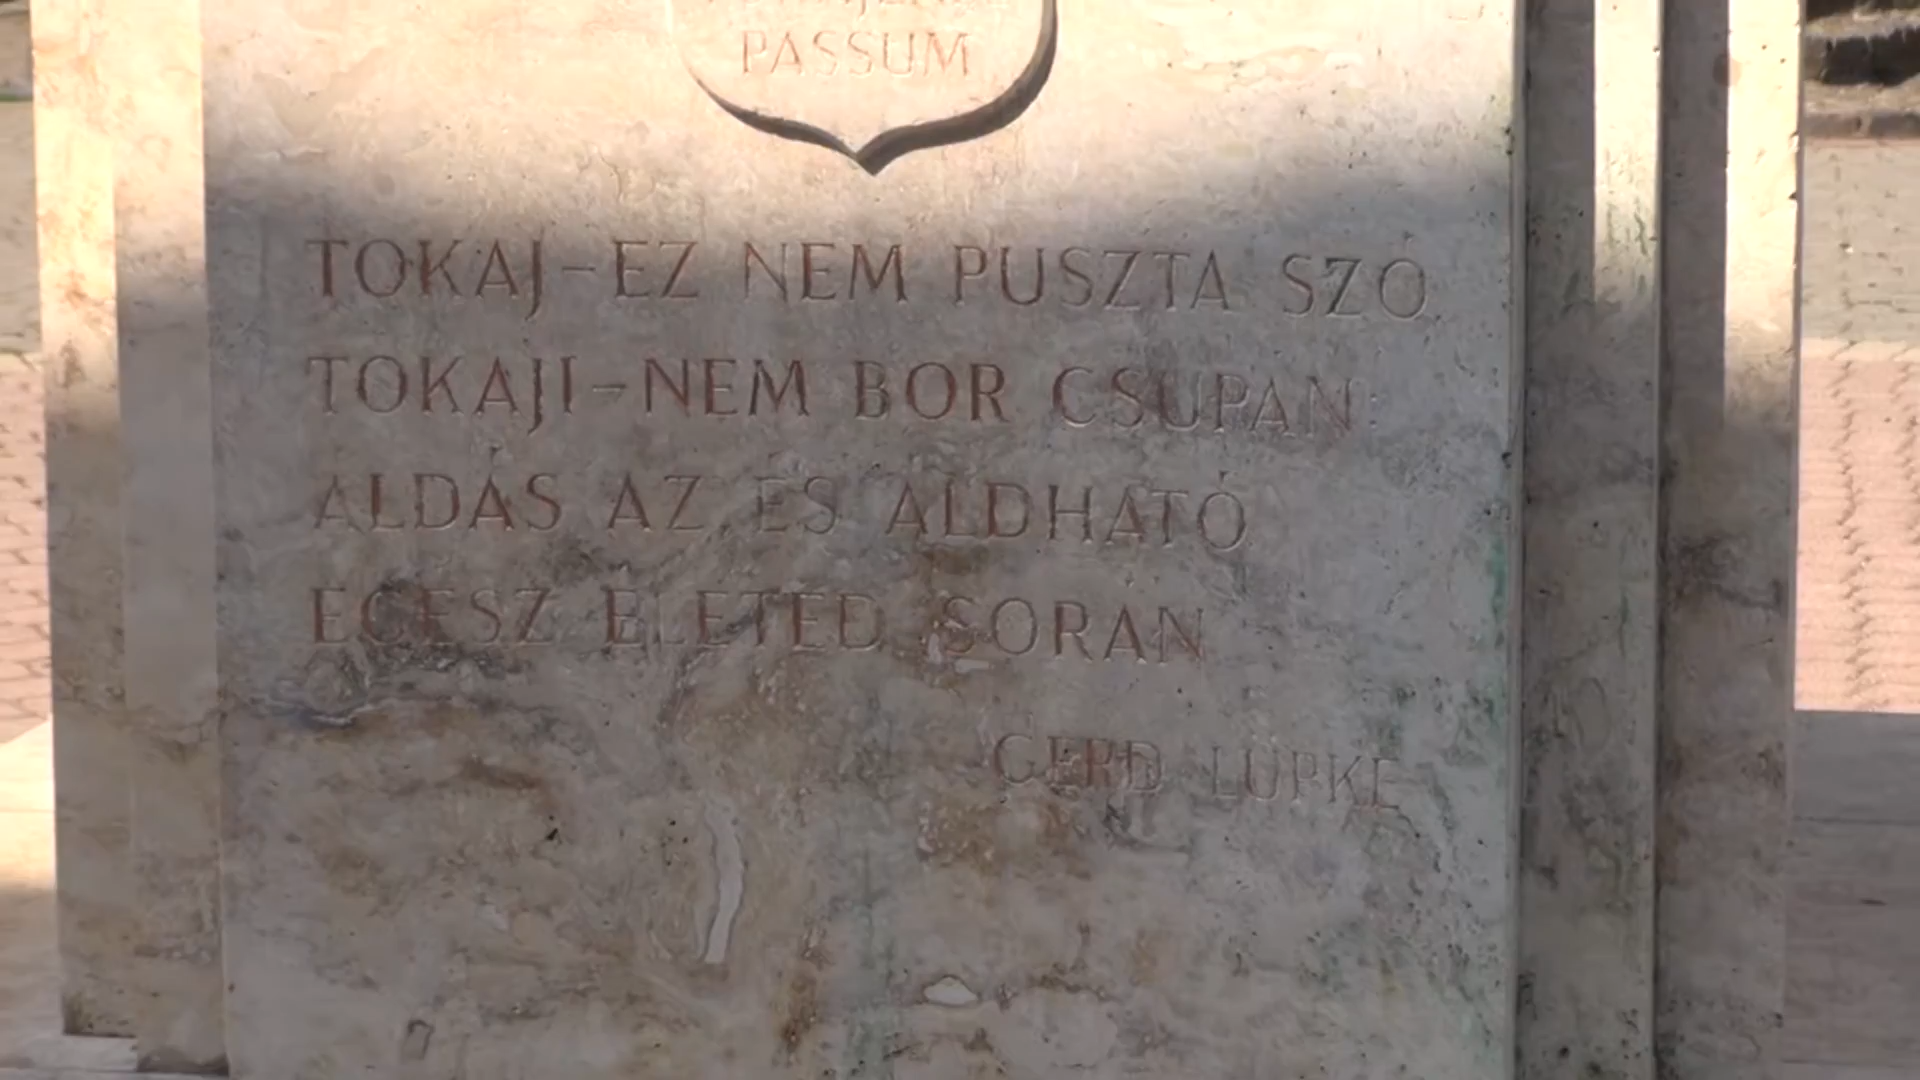 PASSUM
TOKAJ-EZ NEM PUSZTA SZÓ
TOKAJI-NEM BOR CSUPÁN:
ÁLDÁS AZ, ÉS ÁLDHATÓ
EGÉSZ ÉLETED SORÁN
GERD LÜPKE